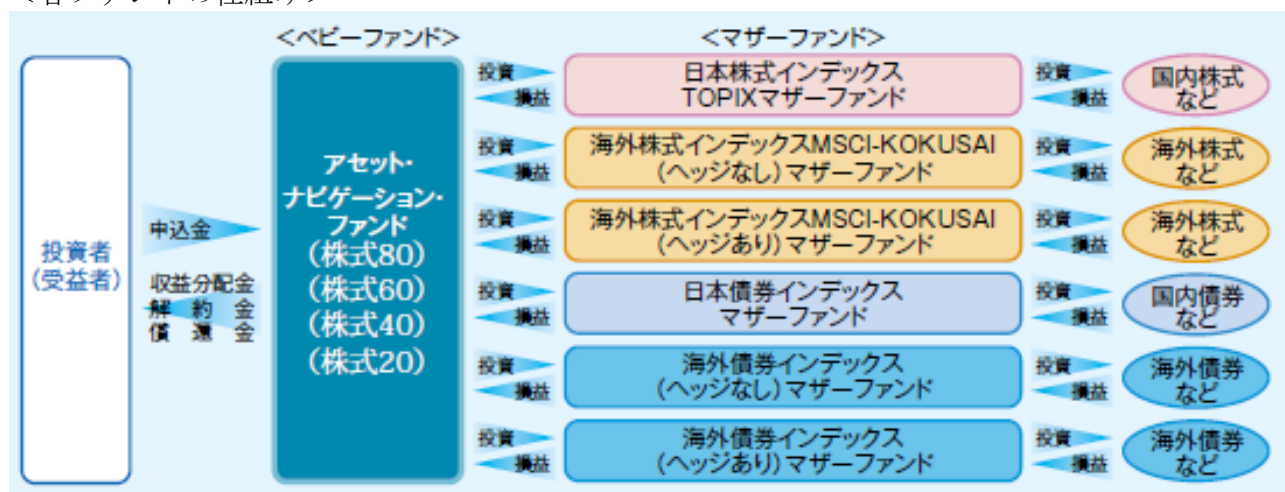 <ベビーファンド>
<マザーファンド>
投資者
(受益者)
申込金
収益分配金
解約金
償還金
アセット・
ナビゲーション・
ファンド
(株式80)
(株式60)
(株式40)
(株式20)
投資
損益
日本株式インデックス
TOPIXマザーファンド
投資
損益
国内株式
など
投資
損益
海外株式インデックスMSCI-KOKUSAI
(ヘッジなし)マザーファンド
投資
損益
海外株式
など
投資
損益
海外株式インデックスMSCI-KOKUSAI
(ヘッジあり)マザーファンド
投資
損益
海外株式
など
投資
損益
日本債券インデックス
マザーファンド
投資
損益
国内債券
など
投資
損益
海外債券インデックス
(ヘッジなし)マザーファンド
投資
損益
海外債券
など
投資
損益
海外債券インデックス
(ヘッジあり)マザーファンド
投資
損益
海外債券
など